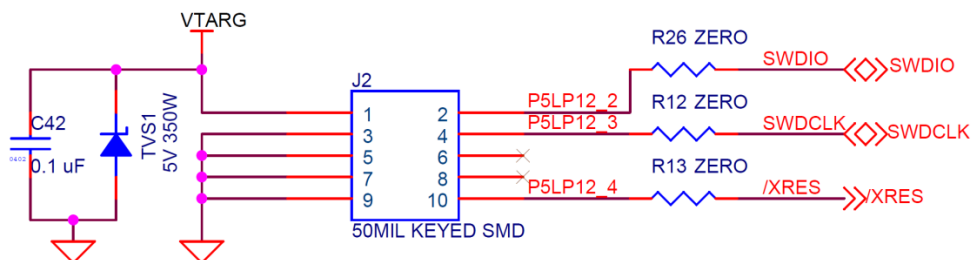 VTARG
R26 ZERO
SWDIO
SWDIO
J2
C42
0402
0.1 uF
TVS1
5V 350W
1
2
P5LP12_2
3
4
P5LP12_3
R12 ZERO
SWDCLK
SWDCLK
5
6
7
8
9
10
P5LP12_4
R13 ZERO
/XRES
/XRES
50MIL KEYED SMD